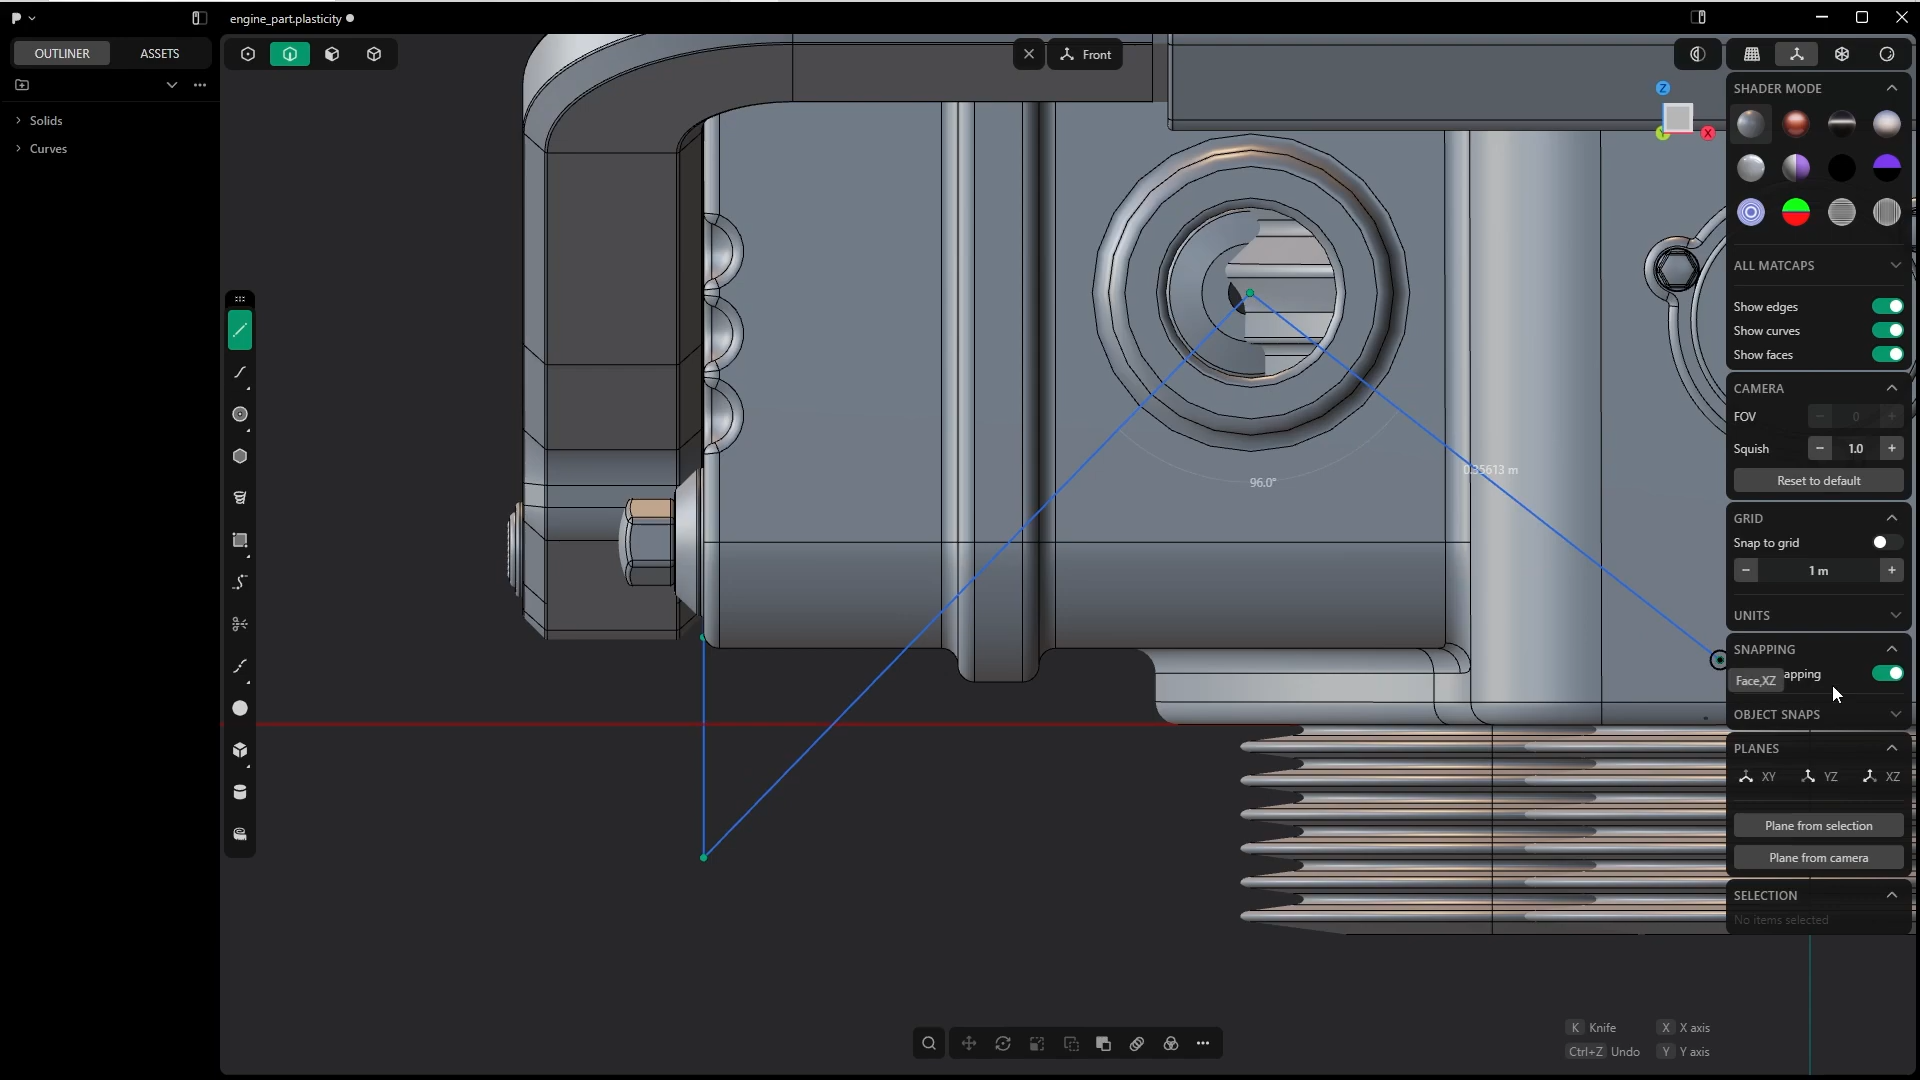 engine_part.plasticity
OUTLINER
ASSETS
Solids
Curves
Front
Z
Y
X
SHADER MODE
ALL MATCAPS
Show edges
Show curves
Show faces
CAMERA
FOV
0
Squish
1.0
Reset to default
GRID
Snap to grid
1 m
UNITS
SNAPPING
apping
Face,XZ
OBJECT SNAPS
PLANES
XY
YZ
XZ
Plane from selection
Plane from camera
SELECTION
No items selected
96.0°
0.35613 m
K Knife
X X axis
Ctrl+Z Undo
Y Y axis